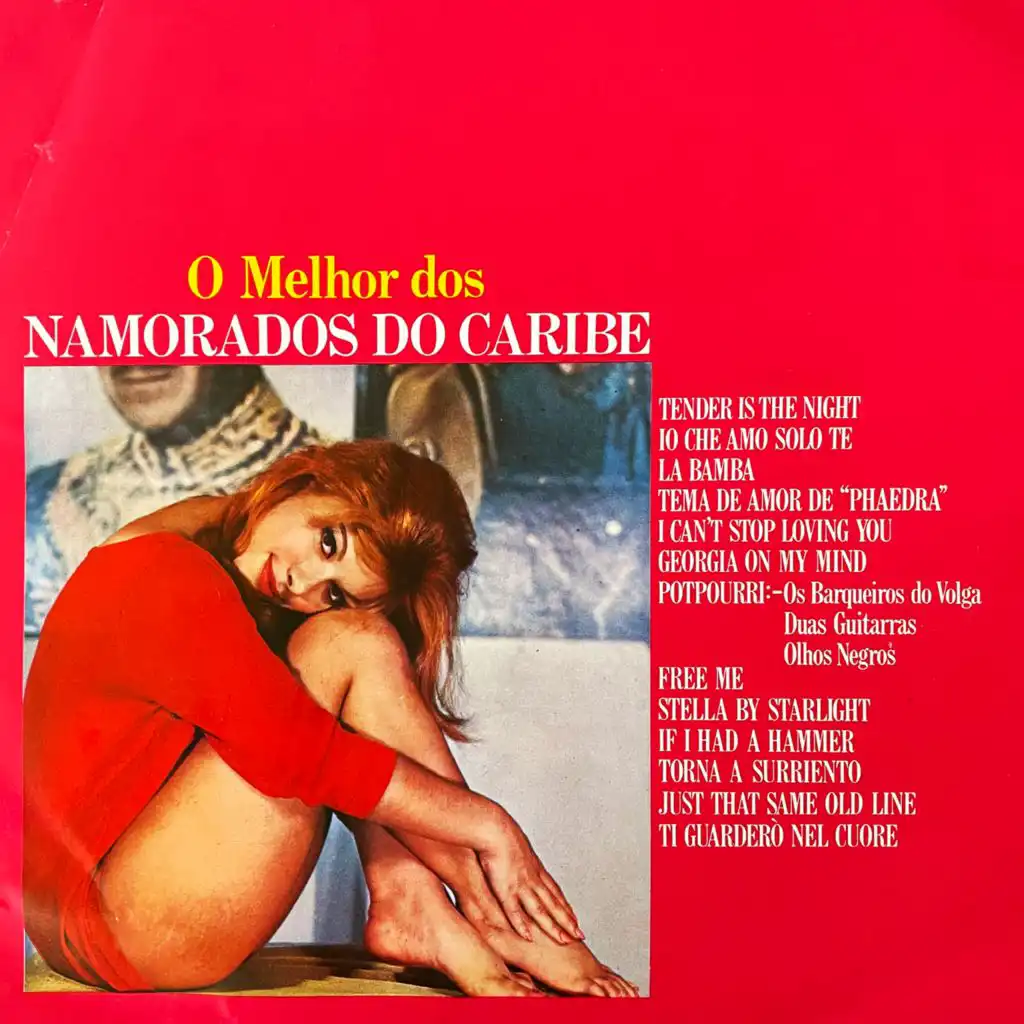 O Melhor dos
NAMORADOS DO CARIBE
TENDER IS THE NIGHT
IO CHE AMO SOLO TE
LA BAMBA
TEMA DE AMOR DE “PHAEDRA”
I CAN'T STOP LOVING YOU
GEORGIA ON MY MIND
POTPOURRI:-Os Barqueiros do Volga
Duas Guitarras
Olhos Negros
FREE ME
STELLA BY STARLIGHT
IF I HAD A HAMMER
TORNA A SURRIENTO
JUST THAT SAME OLD LINE
TI GUARDERÒ NEL CUORE